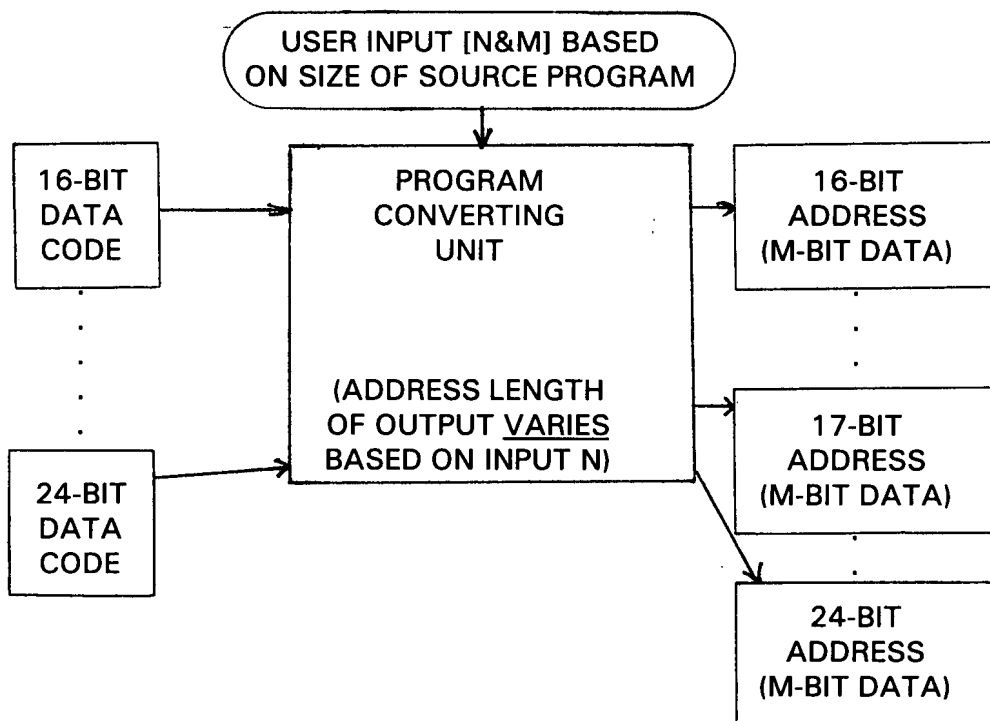 USER INPUT [N&M] BASED
ON SIZE OF SOURCE PROGRAM
16-BIT
DATA
CODE
24-BIT
DATA
CODE
PROGRAM
CONVERTING
UNIT
(ADDRESS LENGTH
OF OUTPUT VARIES
BASED ON INPUT N)
16-BIT
ADDRESS
(M-BIT DATA)
17-BIT
ADDRESS
(M-BIT DATA)
24-BIT
ADDRESS
(M-BIT DATA)